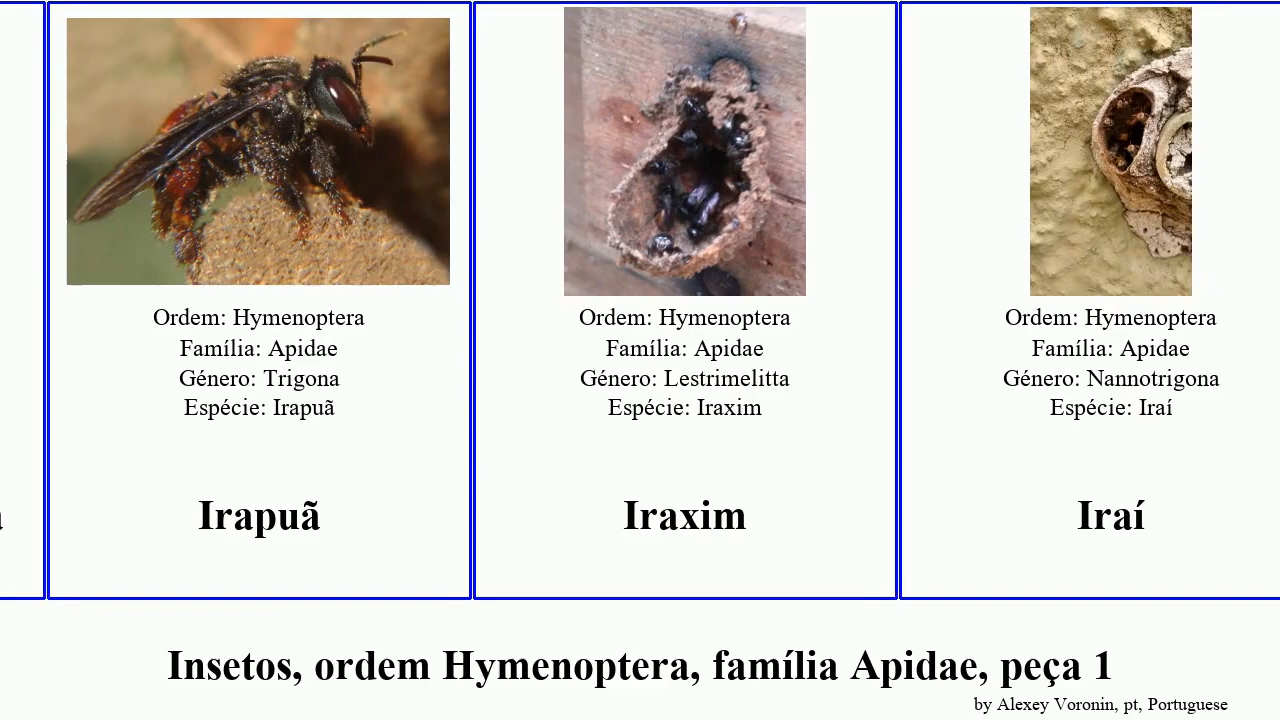 Ordem: Hymenoptera
Família: Apidae
Género: Trigona
Espécie: Irapuã
Irapuã
Ordem: Hymenoptera
Família: Apidae
Género: Lestrimelitta
Espécie: Iraxim
Iraxim
Ordem: Hymenoptera
Família: Apidae
Género: Nannotrigona
Espécie: Iraí
Iraí
Insetos, ordem Hymenoptera, família Apidae, peça 1
by Alexey Voronin, pt, Portuguese